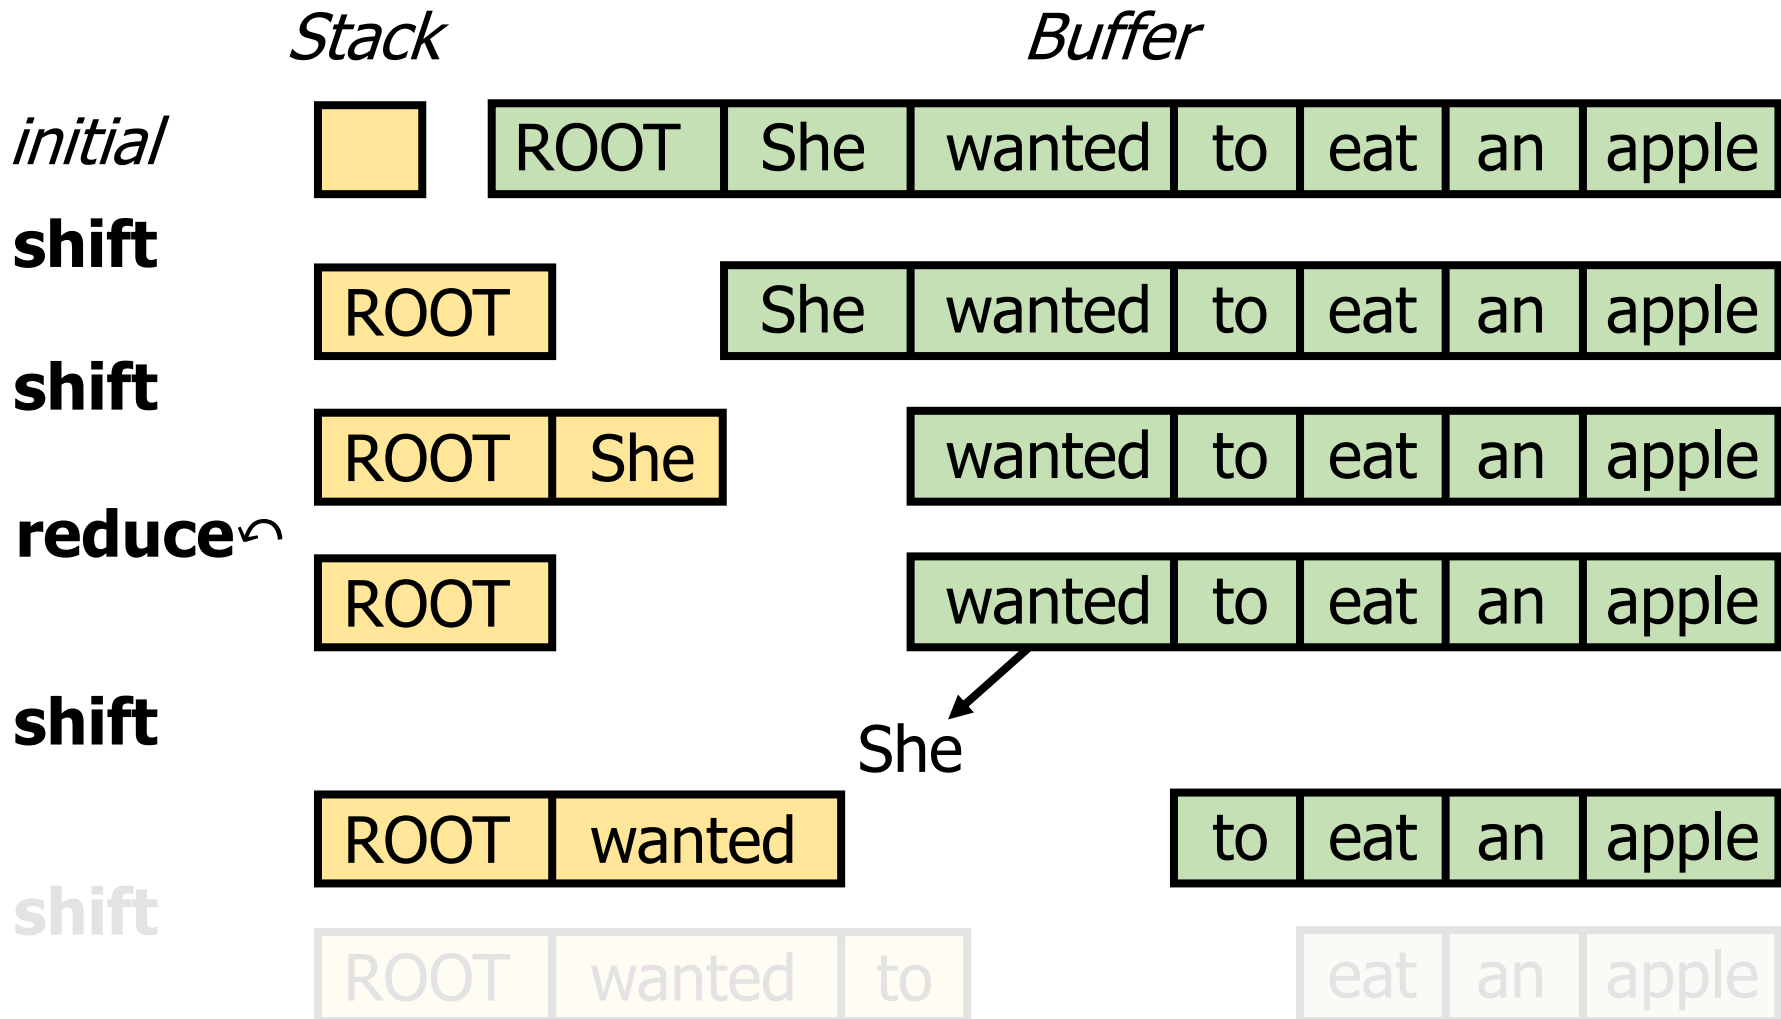 Stack Buffer
initial ROOT She wanted to eat an apple
shift
ROOT She wanted to eat an apple
shift
ROOT She wanted to eat an apple
reduce↶
ROOT wanted to eat an apple
shift
She
ROOT wanted to eat an apple
shift
ROOT wanted to eat an apple